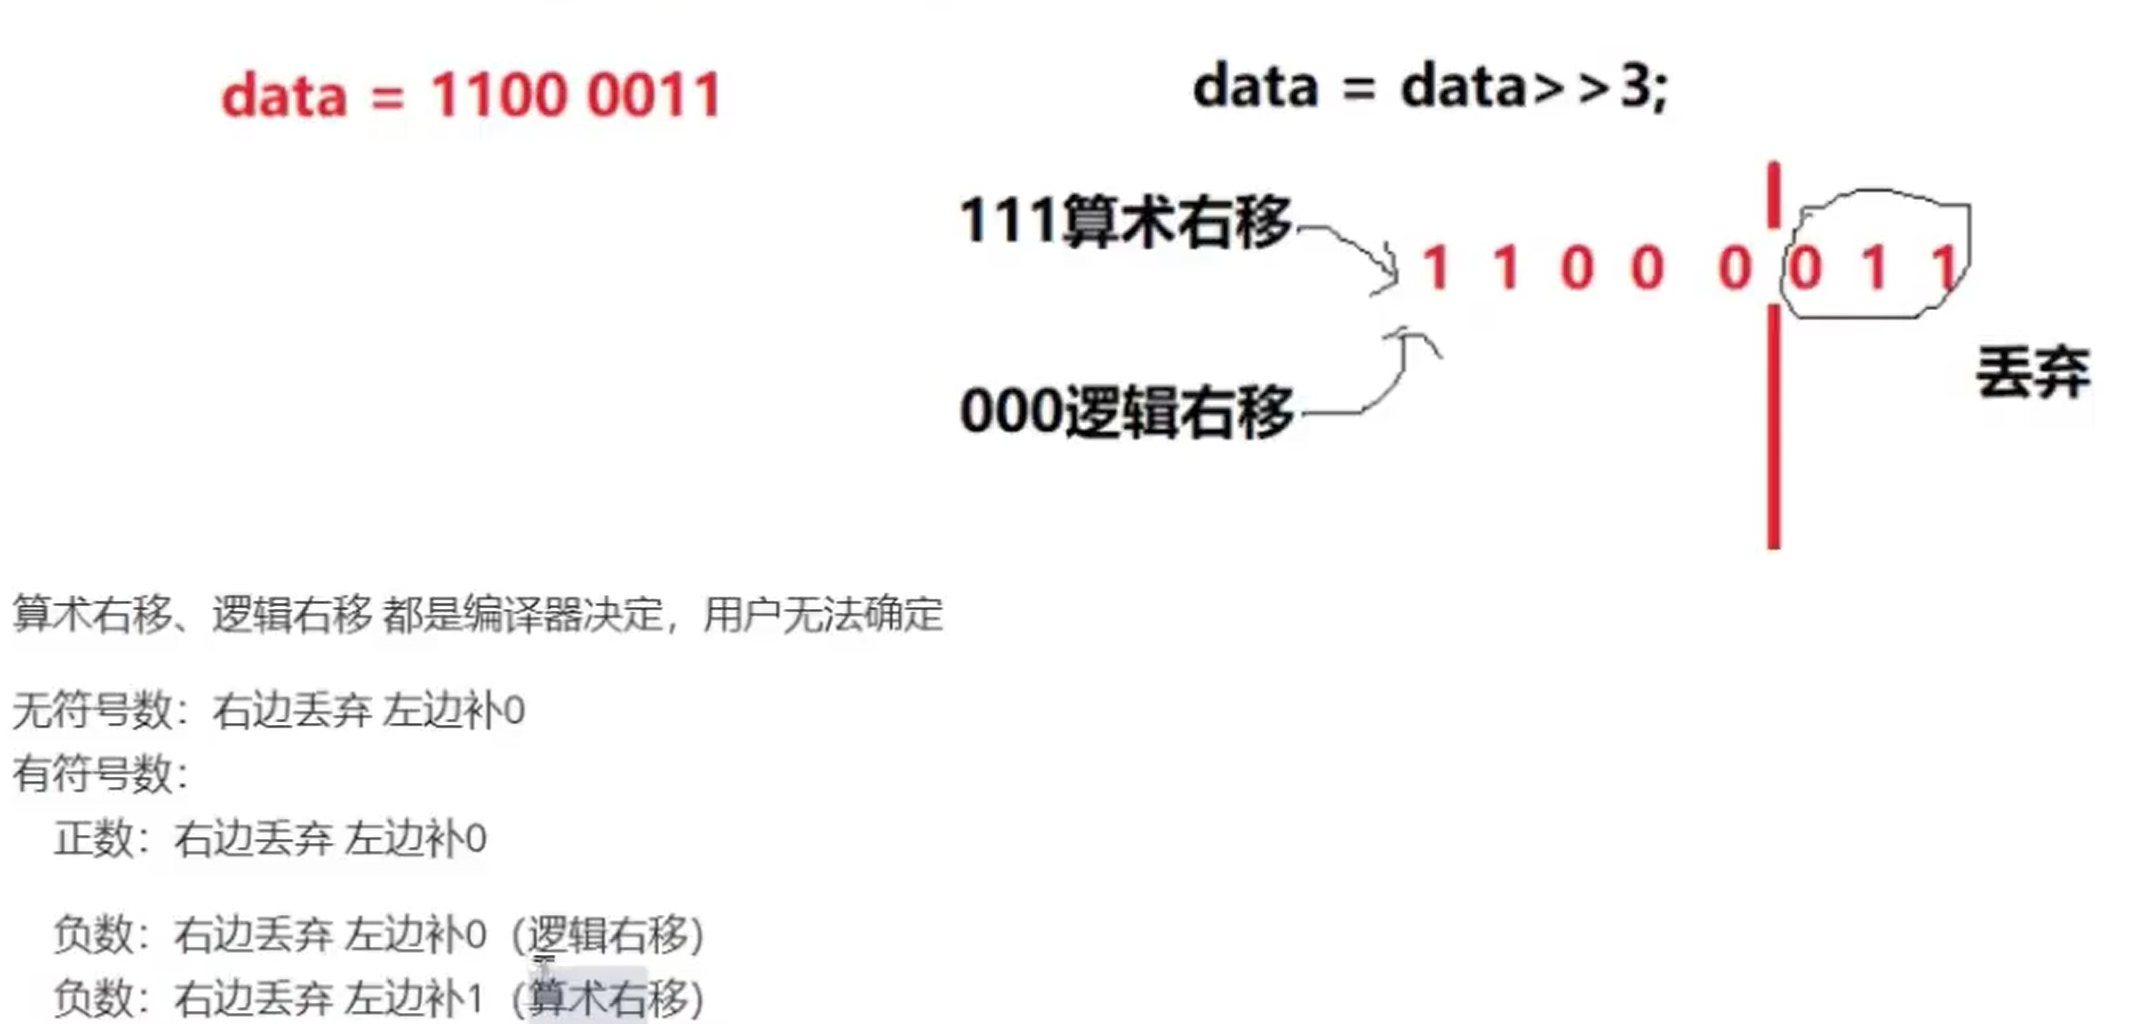 data = 1100 0011
data = data>>3;
111算术右移
1 1 0 0 0 0 1 1
000逻辑右移
丢弃
算术右移、逻辑右移 都是编译器决定，用户无法确定
无符号数：右边丢弃 左边补0
有符号数：
正数：右边丢弃 左边补0
负数：右边丢弃 左边补0（逻辑右移）
负数：右边丢弃 左边补1（算术右移）